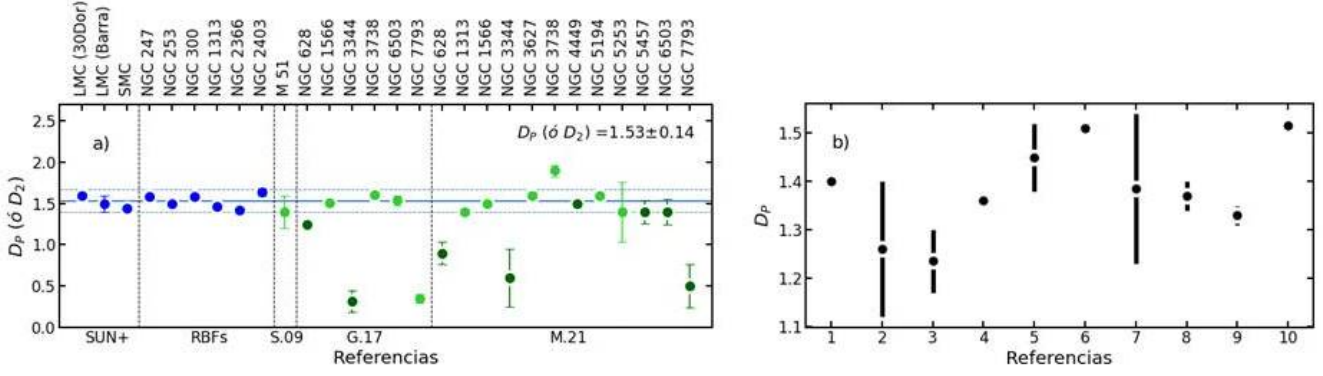 LMC (30Dor)
LMC (Barra)
SMC
NGC 247
NGC 253
NGC 300
NGC 1313
NGC 2366
NGC 2403
M 51
NGC 628
NGC 1566
NGC 3344
NGC 3738
NGC 6503
NGC 7793
NGC 628
NGC 1313
NGC 1566
NGC 3344
NGC 3627
NGC 3738
NGC 4449
NGC 5194
NGC 5253
NGC 5457
NGC 6503
NGC 7793
a)
D_P (ó D_2) =1.53±0.14
D_P (ó D_2)
2.5
2.0
1.5
1.0
0.5
0.0
SUN+ RBFs S.09 G.17 M.21
Referencias
b)
D_P
1.5
1.4
1.3
1.2
1.1
1 2 3 4 5 6 7 8 9 10
Referencias